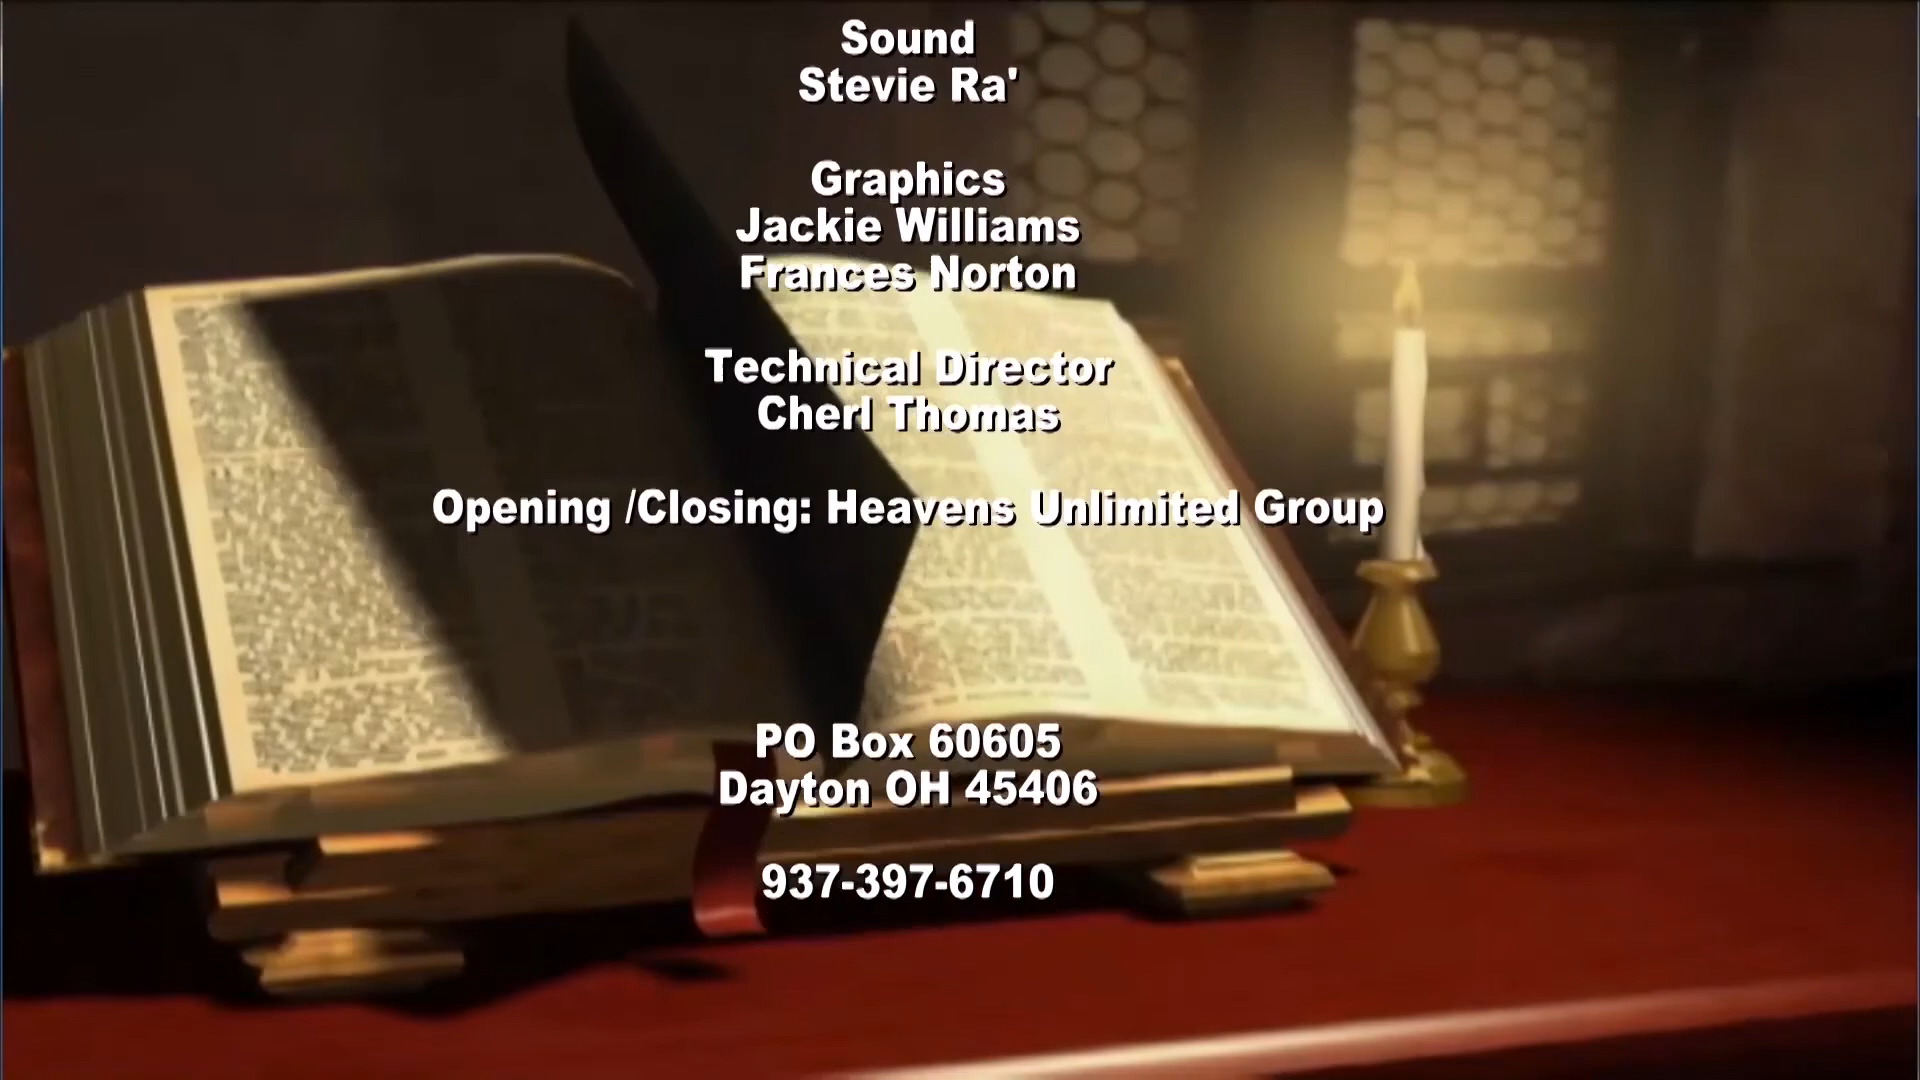 Sound
Stevie Ra'
Graphics
Jackie Williams
Frances Norton
Technical Director
Cherl Thomas
Opening /Closing: Heavens Unlimited Group
PO Box 60605
Dayton OH 45406
937-397-6710